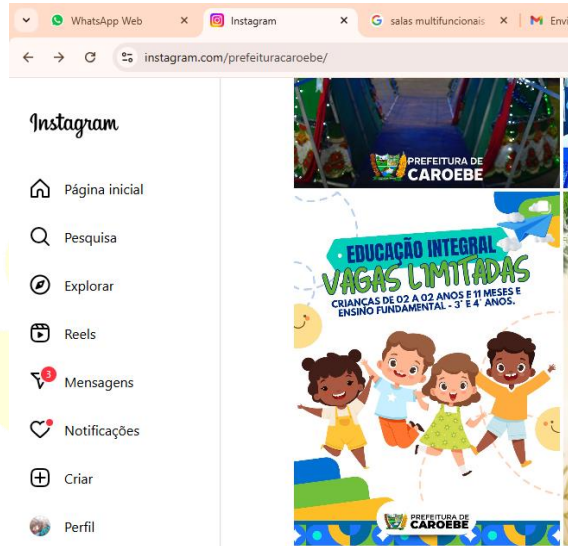 WhatsApp Web
Instagram
salas multifuncionais
Envi
instagram.com/prefeituracaroebe/
Instagram
Página inicial
Pesquisa
Explorar
Reels
3
Mensagens
Notificações
Criar
Perfil
PREFEITURA DE
CAROEBE
EDUCAÇÃO INTEGRAL
VAGAS LIMITADAS
CRIANÇAS DE 02 A 02 ANOS E 11 MESES E
ENSINO FUNDAMENTAL - 3° E 4° ANOS.
PREFEITURA DE
CAROEBE